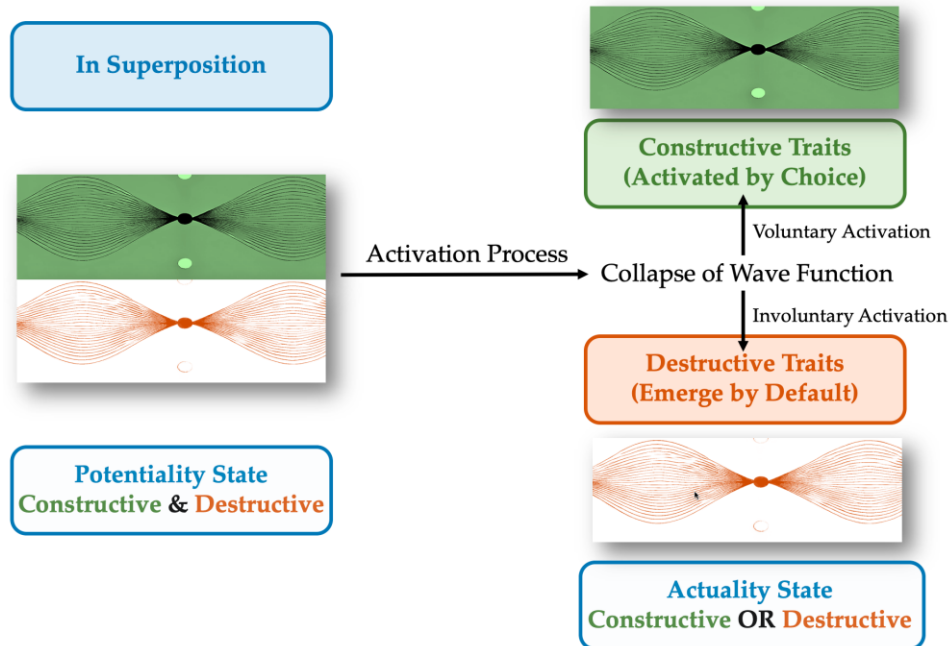 In Superposition
Constructive Traits
(Activated by Choice)
Voluntary Activation
Activation Process
Collapse of Wave Function
Involuntary Activation
Destructive Traits
(Emerge by Default)
Potentiality State
Constructive & Destructive
Actuality State
Constructive OR Destructive